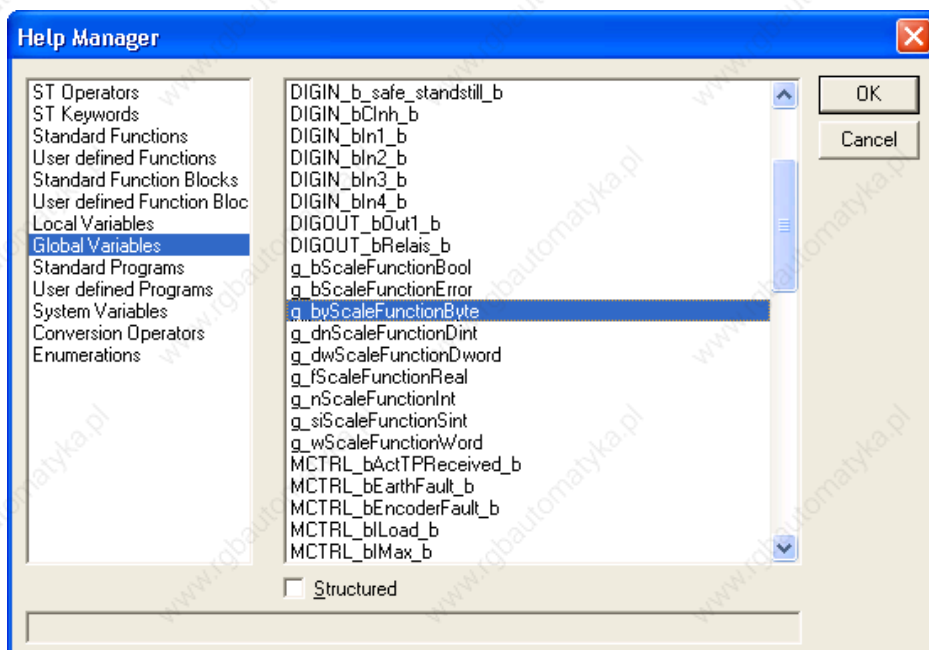 Help Manager
ST Operators
ST Keywords
Standard Functions
User defined Functions
Standard Function Blocks
User defined Function Bloc
Local Variables
Global Variables
Standard Programs
User defined Programs
System Variables
Conversion Operators
Enumerations
DIGIN_b_safe_standstill_b
DIGIN_bCInh_b
DIGIN_bIn1_b
DIGIN_bIn2_b
DIGIN_bIn3_b
DIGIN_bIn4_b
DIGOUT_bOut1_b
DIGOUT_bRelais_b
g_bScaleFunctionBool
g_bScaleFunctionError
g_byScaleFunctionByte
g_dnScaleFunctionDint
g_dwScaleFunctionDword
g_fScaleFunctionReal
g_nScaleFunctionInt
g_siScaleFunctionSint
g_wScaleFunctionWord
MCTRL_bActTPReceived_b
MCTRL_bEarthFault_b
MCTRL_bEncoderFault_b
MCTRL_bILoad_b
MCTRL_bIMax_b
OK
Cancel
Structured
www.rgbautomatyka.pl